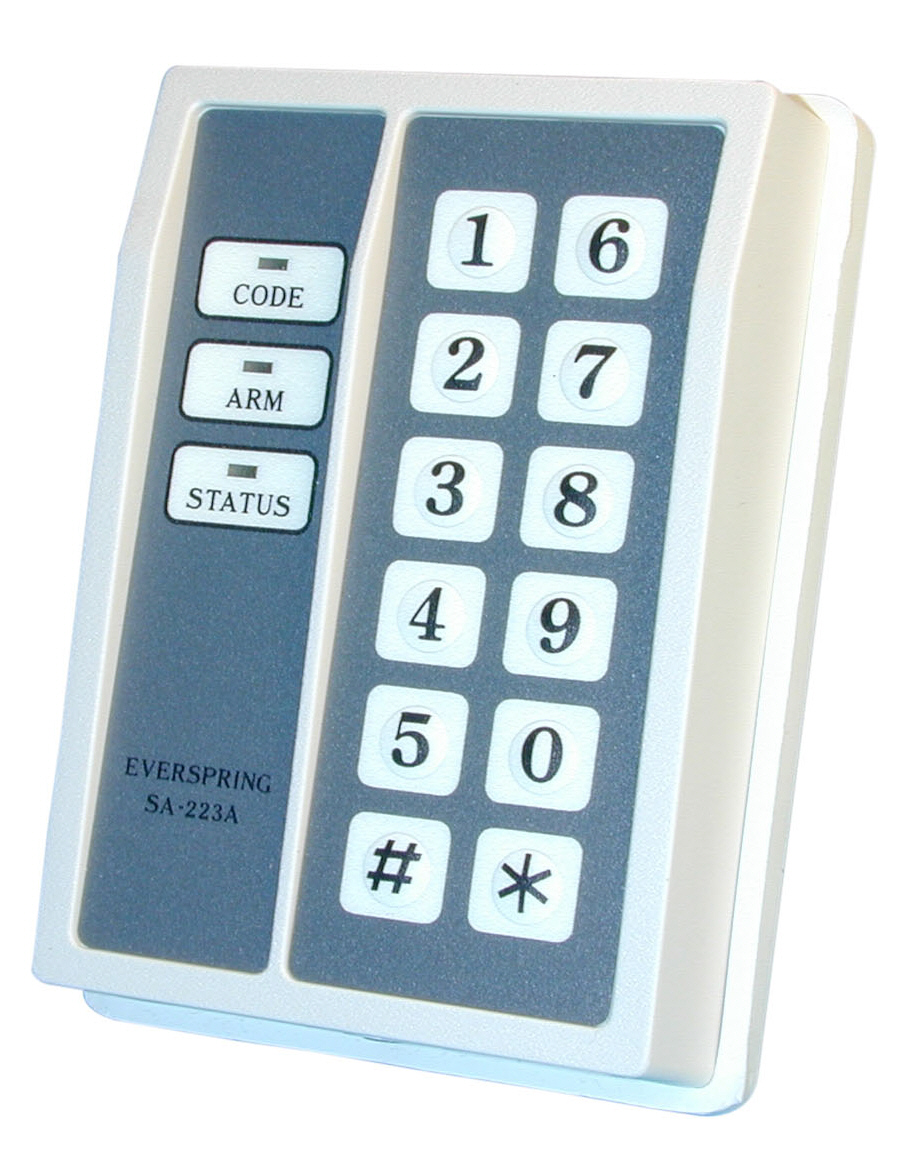 CODE
ARM
STATUS
EVERSPRING
SA-223A
1 6
2 7
3 8
4 9
5 0
# *